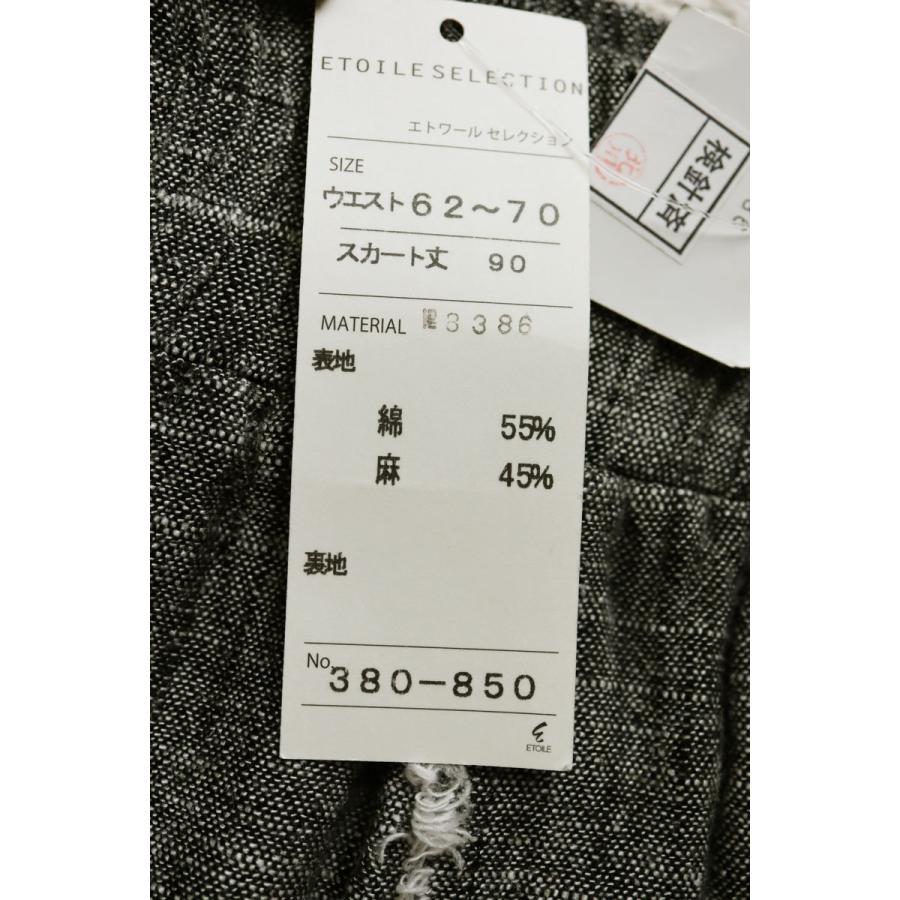 ETOILE SELECTION
エトワール セレクション
SIZE
ウエスト 62～70
スカート丈 90
MATERIAL 3386
表地
綿 55%
麻 45%
裏地
No. 380-850
ETOILE
検針済